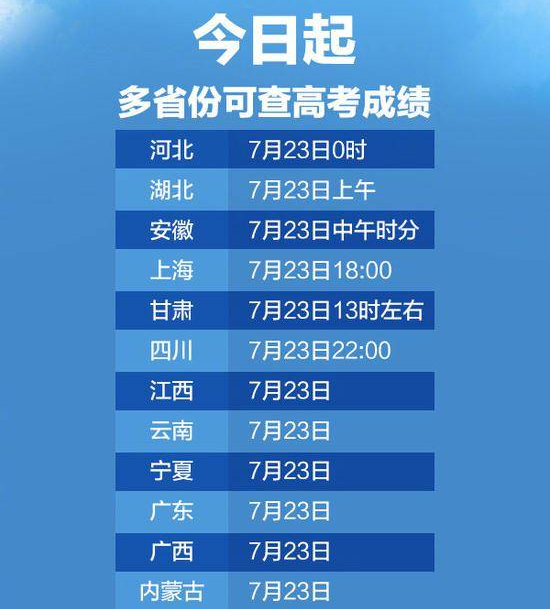 今日起
多省份可查高考成绩
河北 7月23日0时
湖北 7月23日上午
安徽 7月23日中午时分
上海 7月23日18:00
甘肃 7月23日13时左右
四川 7月23日22:00
江西 7月23日
云南 7月23日
宁夏 7月23日
广东 7月23日
广西 7月23日
内蒙古 7月23日